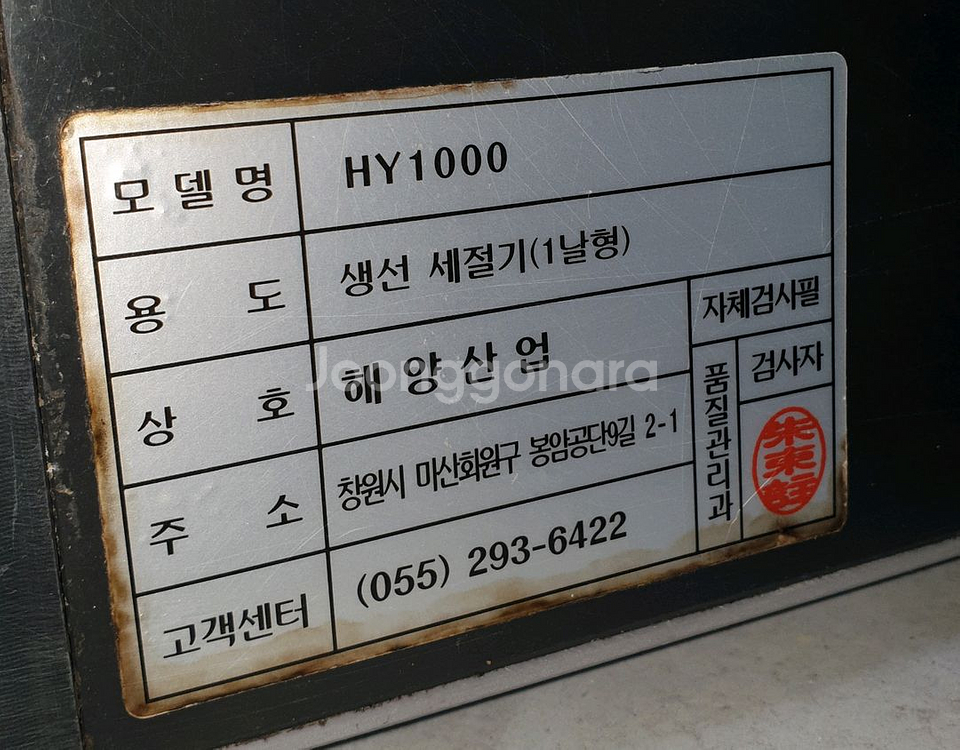 모델명 HY1000
용도 생선 세절기(1날형)
상호 해양산업
주소 창원시 마산회원구 봉암공단9길 2-1
고객센터 (055) 293-6422
자체검사필
품질관리과
검사자
Jeonggonara